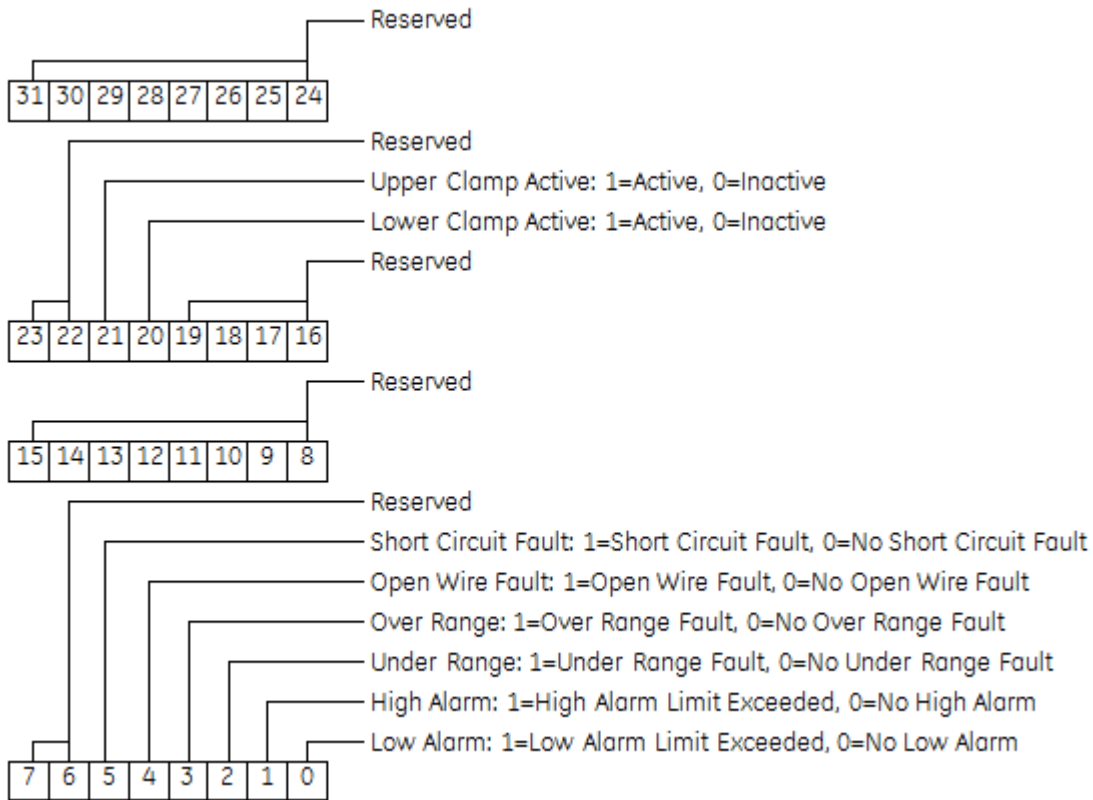 Reserved
31 30 29 28 27 26 25 24
Reserved
Upper Clamp Active: 1=Active, 0=Inactive
Lower Clamp Active: 1=Active, 0=Inactive
Reserved
23 22 21 20 19 18 17 16
Reserved
15 14 13 12 11 10 9 8
Reserved
Short Circuit Fault: 1=Short Circuit Fault, 0=No Short Circuit Fault
Open Wire Fault: 1=Open Wire Fault, 0=No Open Wire Fault
Over Range: 1=Over Range Fault, 0=No Over Range Fault
Under Range: 1=Under Range Fault, 0=No Under Range Fault
High Alarm: 1=High Alarm Limit Exceeded, 0=No High Alarm
Low Alarm: 1=Low Alarm Limit Exceeded, 0=No Low Alarm
7 6 5 4 3 2 1 0